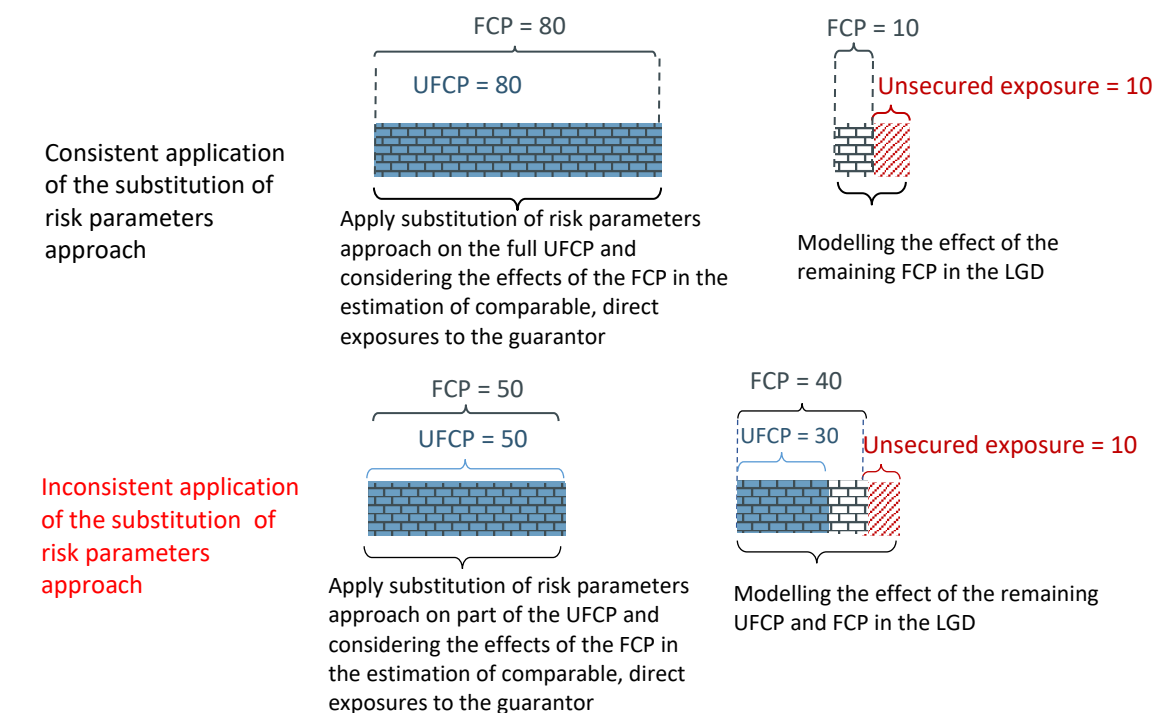 FCP = 80
UFCP = 80
FCP = 10
Unsecured exposure = 10
Consistent application
of the substitution of
risk parameters
approach
Apply substitution of risk parameters
approach on the full UFCP and
considering the effects of the FCP in the
estimation of comparable, direct
exposures to the guarantor
Modelling the effect of the
remaining FCP in the LGD
FCP = 50
UFCP = 50
FCP = 40
UFCP = 30
Unsecured exposure = 10
Inconsistent application
of the substitution of
risk parameters
approach
Apply substitution of risk parameters
approach on part of the UFCP and
considering the effects of the FCP in
the estimation of comparable, direct
exposures to the guarantor
Modelling the effect of the remaining
UFCP and FCP in the LGD